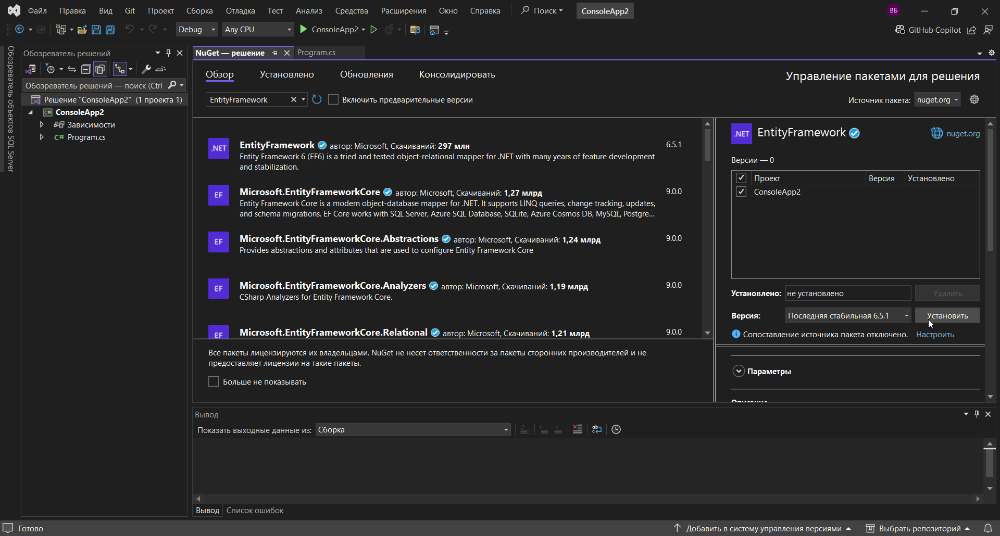 Файл Правка Вид Git Проект Сборка Отладка Тест Анализ Средства Расширения Окно Справка Поиск ConsoleApp2 ВБ
Debug Any CPU ConsoleApp2 GitHub Copilot
Обозреватель объектов SQL Server
Обозреватель решений
Обозреватель решений — поиск (Ctrl
Решение "ConsoleApp2" (1 проекта 1)
C# ConsoleApp2
Зависимости
C# Program.cs
NuGet — решение Program.cs
Обзор Установлено Обновления Консолидировать
Управление пакетами для решения
EntityFramework Включить предварительные версии
Источник пакета: nuget.org
.NET EntityFramework автор: Microsoft, Скачиваний: 297 млн 6.5.1
Entity Framework 6 (EF6) is a tried and tested object-relational mapper for .NET with many years of feature development
and stabilization.
EF Microsoft.EntityFrameworkCore автор: Microsoft, Скачиваний: 1,27 млрд 9.0.0
Entity Framework Core is a modern object-database mapper for .NET. It supports LINQ queries, change tracking, updates,
and schema migrations. EF Core works with SQL Server, Azure SQL Database, SQLite, Azure Cosmos DB, MySQL, Postgre...
EF Microsoft.EntityFrameworkCore.Abstractions автор: Microsoft, Скачиваний: 1,24 млрд 9.0.0
Provides abstractions and attributes that are used to configure Entity Framework Core
EF Microsoft.EntityFrameworkCore.Analyzers автор: Microsoft, Скачиваний: 1,19 млрд 9.0.0
CSharp Analyzers for Entity Framework Core.
EF Microsoft.EntityFrameworkCore.Relational автор: Microsoft, Скачиваний: 1,21 млрд 9.0.0
Все пакеты лицензируются их владельцами. NuGet не несет ответственности за пакеты сторонних производителей и не
предоставляет лицензии на такие пакеты.
Больше не показывать
.NET EntityFramework nuget.org
Версии — 0
Проект Версия Установлено
ConsoleApp2
Установлено: не установлено Удалить
Версия: Последняя стабильная 6.5.1 Установить
Сопоставление источника пакета отключено. Настроить
Параметры
Описание
Вывод
Показать выходные данные из: Сборка
Вывод Список ошибок
Готово Добавить в систему управления версиями Выбрать репозиторий